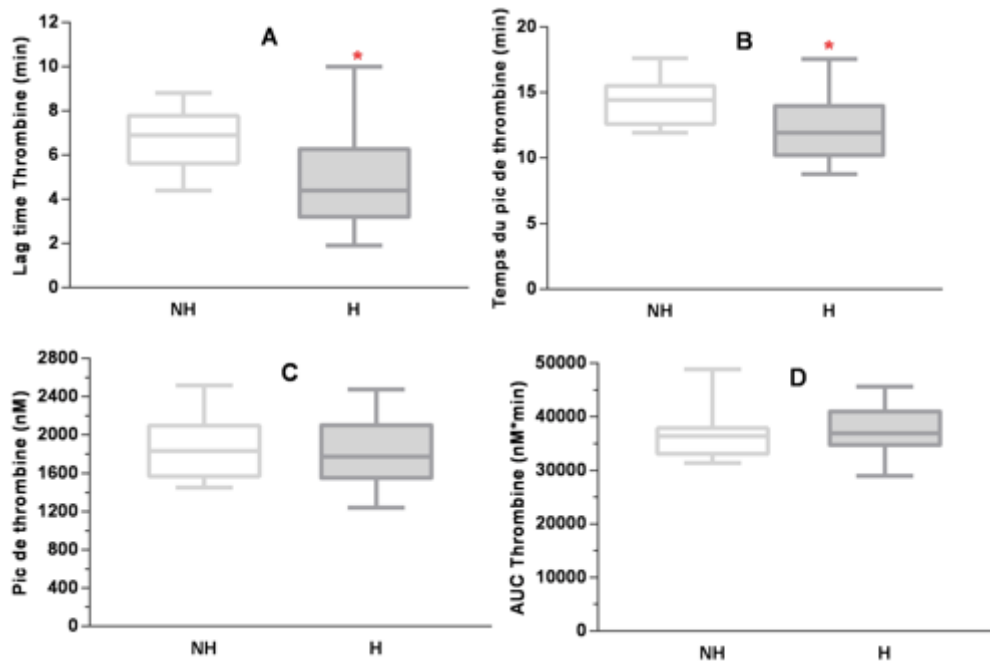 A
Lag time Thrombine (min)
12
10
8
6
4
2
0
*
NH
H
B
Temps du pic de thrombine (min)
20
15
10
5
0
*
NH
H
C
Pic de thrombine (nM)
2800
2400
2000
1600
1200
800
400
0
NH
H
D
AUC Thrombine (nM*min)
50000
40000
30000
20000
10000
0
NH
H